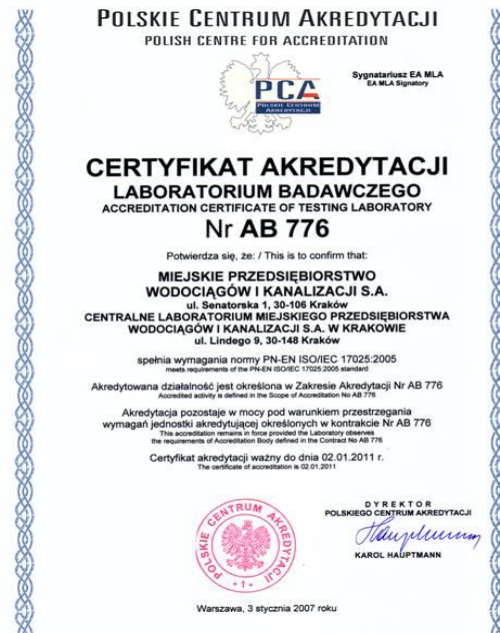 POLSKIE CENTRUM AKREDYTACJI
POLISH CENTRE FOR ACCREDITATION
Sygnatariusz EA MLA
EA MLA Signatory
PCA
POLSKIE CENTRUM
AKREDYTACJI
CERTYFIKAT AKREDYTACJI
LABORATORIUM BADAWCZEGO
ACCREDITATION CERTIFICATE OF TESTING LABORATORY
Nr AB 776
Potwierdza się, że: / This is to confirm that:
MIEJSKIE PRZEDSIĘBIORSTWO
WODOCIĄGÓW I KANALIZACJI S.A.
ul. Senatorska 1, 30-106 Kraków
CENTRALNE LABORATORIUM MIEJSKIEGO PRZEDSIĘBIORSTWA
WODOCIĄGÓW I KANALIZACJI S.A. W KRAKOWIE
ul. Lindego 9, 30-148 Kraków
spełnia wymagania normy PN-EN ISO/IEC 17025:2005
meets requirements of the PN-EN ISO/IEC 17025:2005 standard
Akredytowana działalność jest określona w Zakresie Akredytacji Nr AB 776
Accredited activity is defined in the Scope of Accreditation No AB 776
Akredytacja pozostaje w mocy pod warunkiem przestrzegania
wymagań jednostki akredytującej określonych w kontrakcie Nr AB 776
This accreditation remains in force provided the Laboratory observes
the requirements of Accreditation Body defined in the Contract No AB 776
Certyfikat akredytacji ważny do dnia 02.01.2011 r.
The certificate of accreditation is 02.01.2011
POLSKIE CENTRUM AKREDYTACJI
1
DYREKTOR
POLSKIEGO CENTRUM AKREDYTACJI
Hauptmann
KAROL HAUPTMANN
Warszawa, 3 stycznia 2007 roku